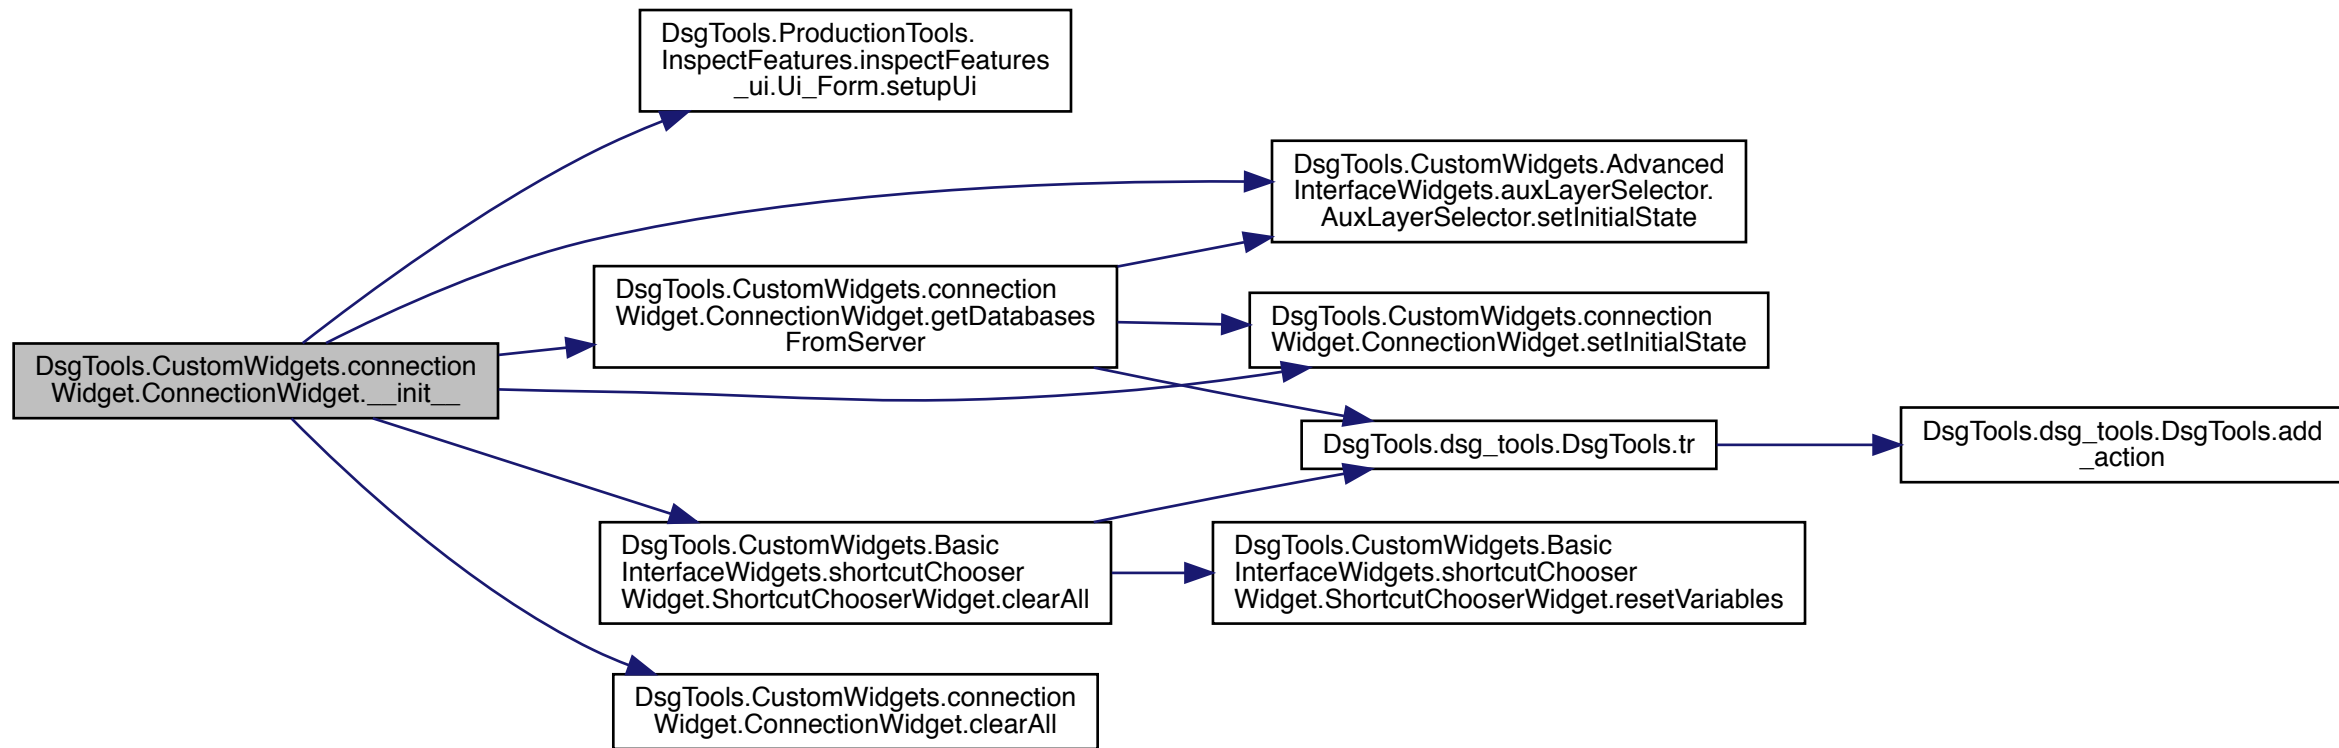 DsgTools.ProductionTools.
InspectFeatures.inspectFeatures
_ui.Ui_Form.setupUi
DsgTools.CustomWidgets.Advanced
InterfaceWidgets.auxLayerSelector.
AuxLayerSelector.setInitialState
DsgTools.CustomWidgets.connection
Widget.ConnectionWidget.getDatabases
FromServer
DsgTools.CustomWidgets.connection
Widget.ConnectionWidget.setInitialState
DsgTools.CustomWidgets.connection
Widget.ConnectionWidget.__init__
DsgTools.dsg_tools.DsgTools.tr
DsgTools.dsg_tools.DsgTools.add
_action
DsgTools.CustomWidgets.Basic
InterfaceWidgets.shortcutChooser
Widget.ShortcutChooserWidget.clearAll
DsgTools.CustomWidgets.Basic
InterfaceWidgets.shortcutChooser
Widget.ShortcutChooserWidget.resetVariables
DsgTools.CustomWidgets.connection
Widget.ConnectionWidget.clearAll